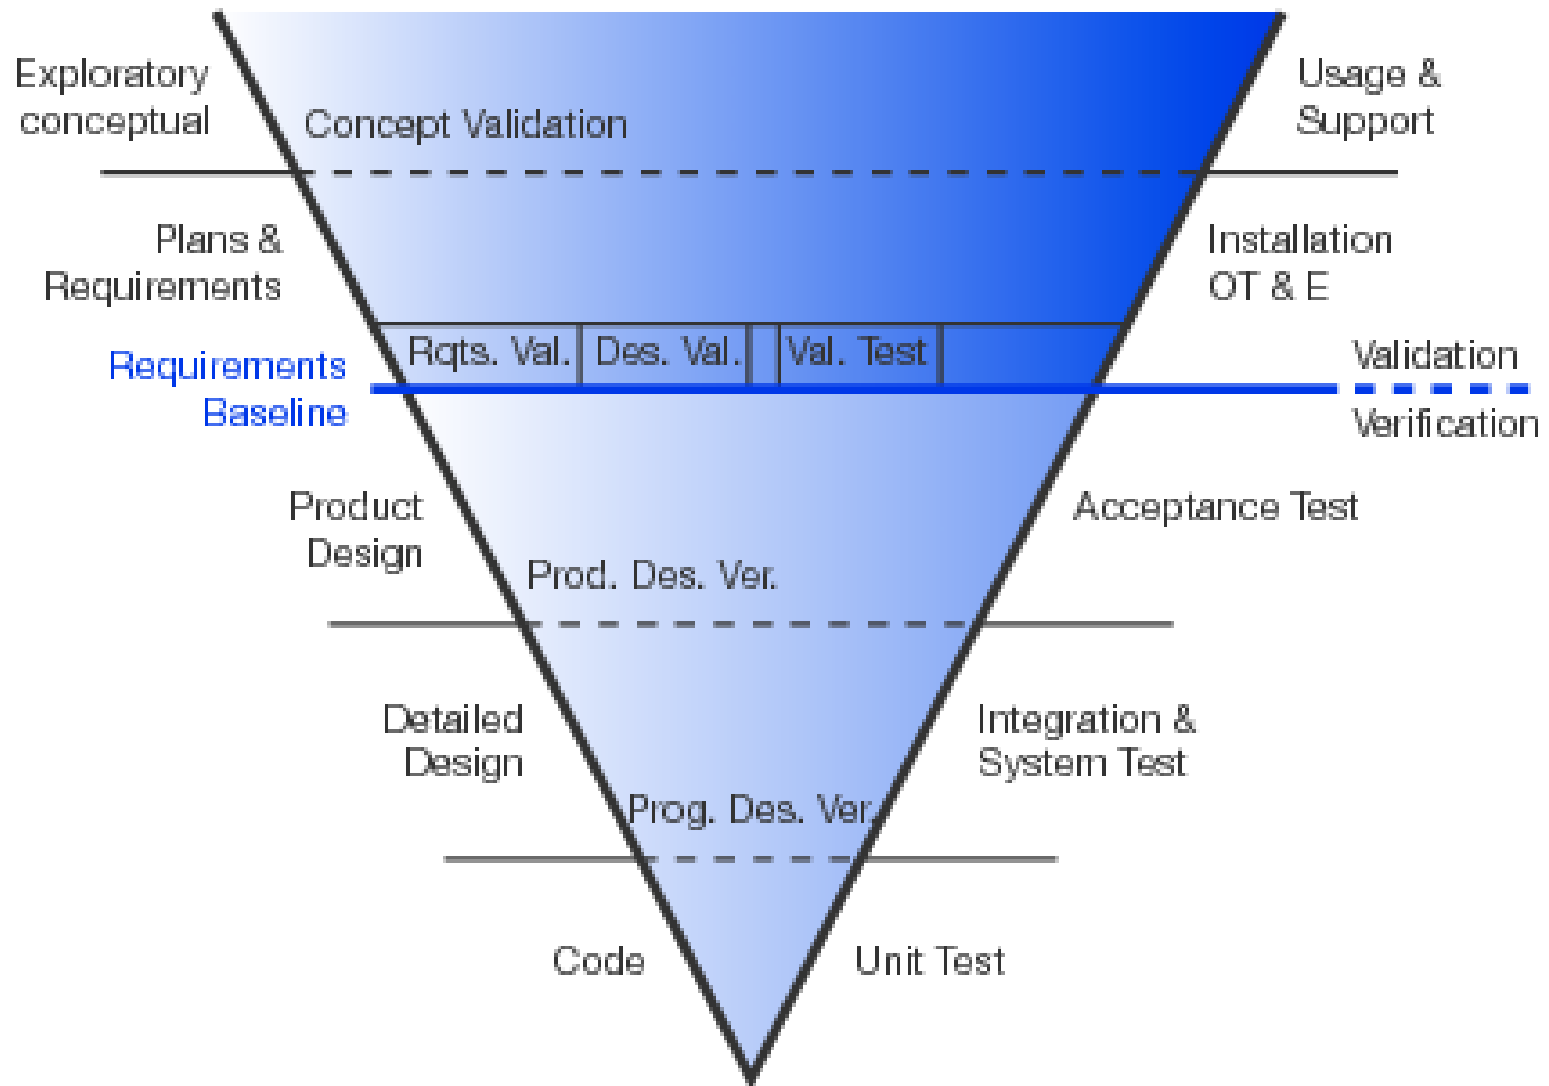 Exploratory
conceptual
Concept Validation
Usage &
Support
Plans &
Requirements
Installation
OT & E
Rqts. Val.
Des. Val.
Val. Test
Requirements
Baseline
Validation
Verification
Product
Design
Prod. Des. Ver.
Acceptance Test
Detailed
Design
Integration &
System Test
Prog. Des. Ver.
Code
Unit Test